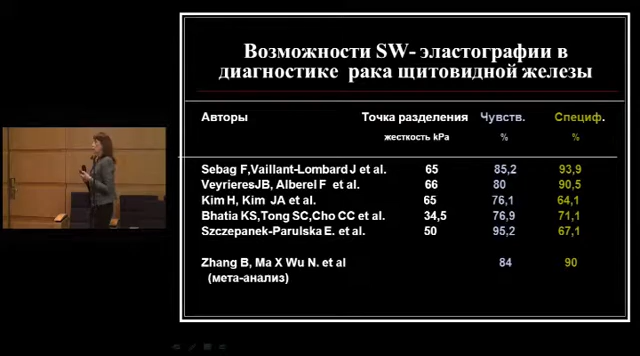 Возможности SW- эластографии в
диагностике рака щитовидной железы
Авторы Точка разделения Чувств. Специф.
жесткость kPa % %
Sebag F,Vaillant-Lombard J et al. 65 85,2 93,9
VeyrieresJB, Alberel F et al. 66 80 90,5
Kim H, Kim JA et al. 65 76,1 64,1
Bhatia KS,Tong SC,Cho CC et al. 34,5 76,9 71,1
Szczepanek-Parulska E. et al. 50 95,2 67,1
Zhang B, Ma X Wu N. et al 84 90
(мета-анализ)